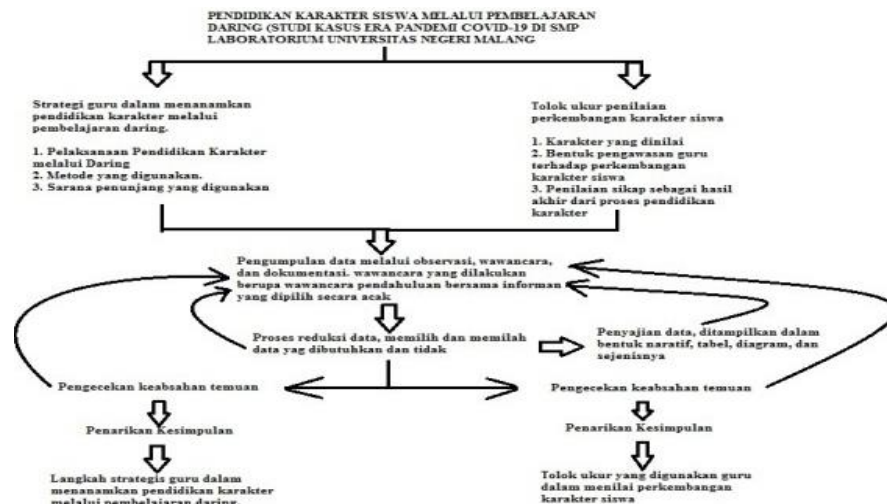 PENDIDIKAN KARAKTER SISWA MELALUI PEMBELAJARAN
DARING (STUDI KASUS ERA PANDEMI COVID-19 DI SMP
LABORATORIUM UNIVERSITAS NEGERI MALANG
Strategi guru dalam menanamkan
pendidikan karakter melalui
pembelajaran daring.
1. Pelaksanaan Pendidikan Karakter
melalui Daring
2. Metode yang digunakan.
3. Sarana penunjang yang digunakan
Tolok ukur penilaian
perkembangan karakter siswa
1. Karakter yang dinilai
2. Bentuk pengawasan guru
terhadap perkembangan
karakter siswa
3. Penilaian sikap sebagai hasil
akhir dari proses pendidikan
karakter
Pengumpulan data melalui observasi, wawancara,
dan dokumentasi. wawancara yang dilakukan
berupa wawancara pendahuluan bersama informan
yang dipilih secara acak
Proses reduksi data, memilih dan memilah
data yag dibutuhkan dan tidak
Penyajian data, ditampilkan dalam
bentuk naratif, tabel, diagram, dan
sejenisnya
Pengecekan keabsahan temuan
Pengecekan keabsahan temuan
Penarikan Kesimpulan
Penarikan Kesimpulan
Langkah strategis guru dalam
menanamkan pendidikan karakter
melalui pembelajaran daring.
Tolok ukur yang digunakan guru
dalam menilai perkembangan
karakter siswa